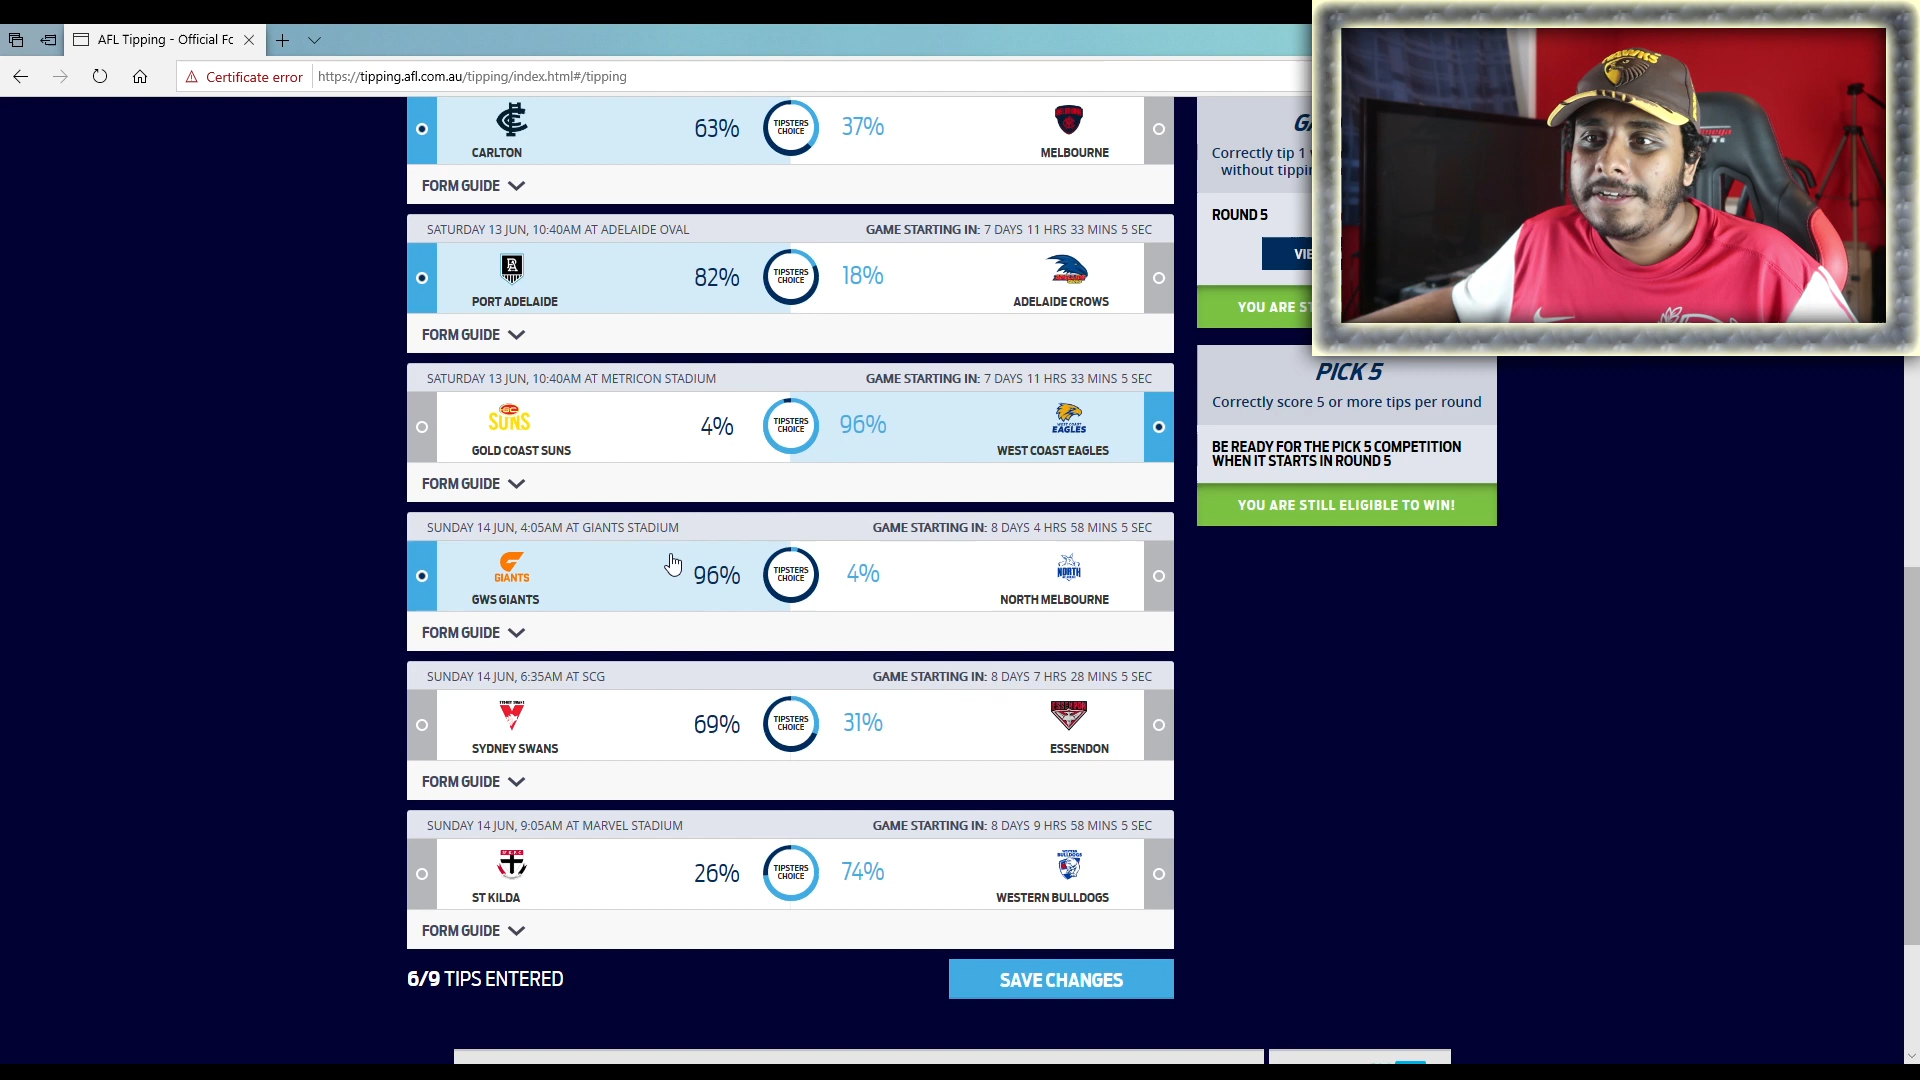 AFL Tipping - Official Fc
Certificate error
https://tipping.afl.com.au/tipping/index.html#/tipping
CARLTON
63%
TIPSTERS
CHOICE
37%
MELBOURNE
FORM GUIDE
SATURDAY 13 JUN, 10:40AM AT ADELAIDE OVAL
GAME STARTING IN: 7 DAYS 11 HRS 33 MINS 5 SEC
PORT ADELAIDE
82%
TIPSTERS
CHOICE
18%
ADELAIDE CROWS
FORM GUIDE
SATURDAY 13 JUN, 10:40AM AT METRICON STADIUM
GAME STARTING IN: 7 DAYS 11 HRS 33 MINS 5 SEC
GC
SUNS
GOLD COAST SUNS
4%
TIPSTERS
CHOICE
96%
WEST COAST
EAGLES
WEST COAST EAGLES
FORM GUIDE
SUNDAY 14 JUN, 4:05AM AT GIANTS STADIUM
GAME STARTING IN: 8 DAYS 4 HRS 58 MINS 5 SEC
GIANTS
GWS GIANTS
96%
TIPSTERS
CHOICE
4%
NORTH
NORTH MELBOURNE
FORM GUIDE
SUNDAY 14 JUN, 6:35AM AT SCG
GAME STARTING IN: 8 DAYS 7 HRS 28 MINS 5 SEC
SYDNEY SWANS
69%
TIPSTERS
CHOICE
31%
ESSENDON
ESSENDON
FORM GUIDE
SUNDAY 14 JUN, 9:05AM AT MARVEL STADIUM
GAME STARTING IN: 8 DAYS 9 HRS 58 MINS 5 SEC
ST KILDA
26%
TIPSTERS
CHOICE
74%
WESTERN
BULLDOGS
WESTERN BULLDOGS
FORM GUIDE
6/9 TIPS ENTERED
SAVE CHANGES
GA
Correctly tip 1
without tippi
ROUND 5
VIE
YOU ARE ST
PICK 5
Correctly score 5 or more tips per round
BE READY FOR THE PICK 5 COMPETITION
WHEN IT STARTS IN ROUND 5
YOU ARE STILL ELIGIBLE TO WIN!
HAWKS